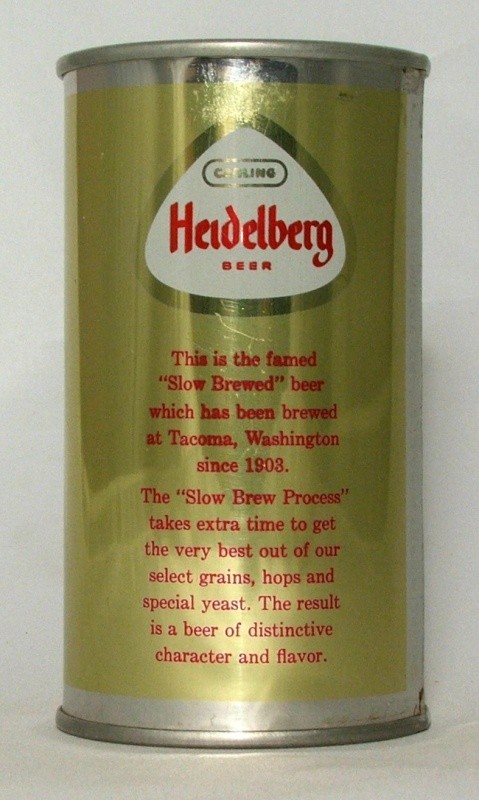 CARLING
Heidelberg
BEER
This is the famed
"Slow Brewed" beer
which has been brewed
at Tacoma, Washington
since 1903.
The "Slow Brew Process"
takes extra time to get
the very best out of our
select grains, hops and
special yeast. The result
is a beer of distinctive
character and flavor.